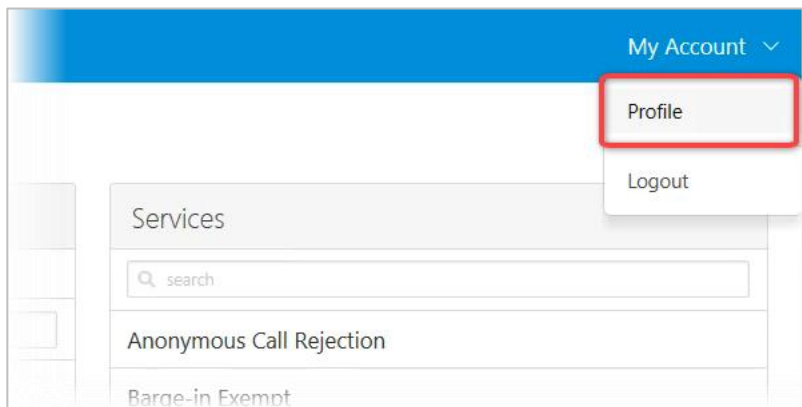 My Account
Profile
Logout
Services
search
Anonymous Call Rejection
Barge-in Exempt